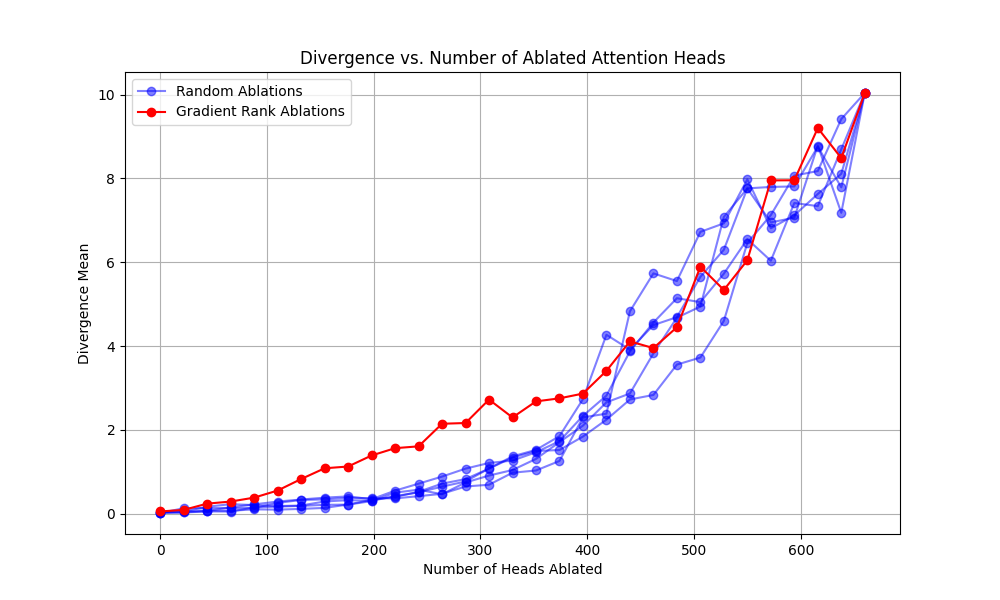 Divergence vs. Number of Ablated Attention Heads
Random Ablations
Gradient Rank Ablations
Divergence Mean
10
8
6
4
2
0
0 100 200 300 400 500 600
Number of Heads Ablated